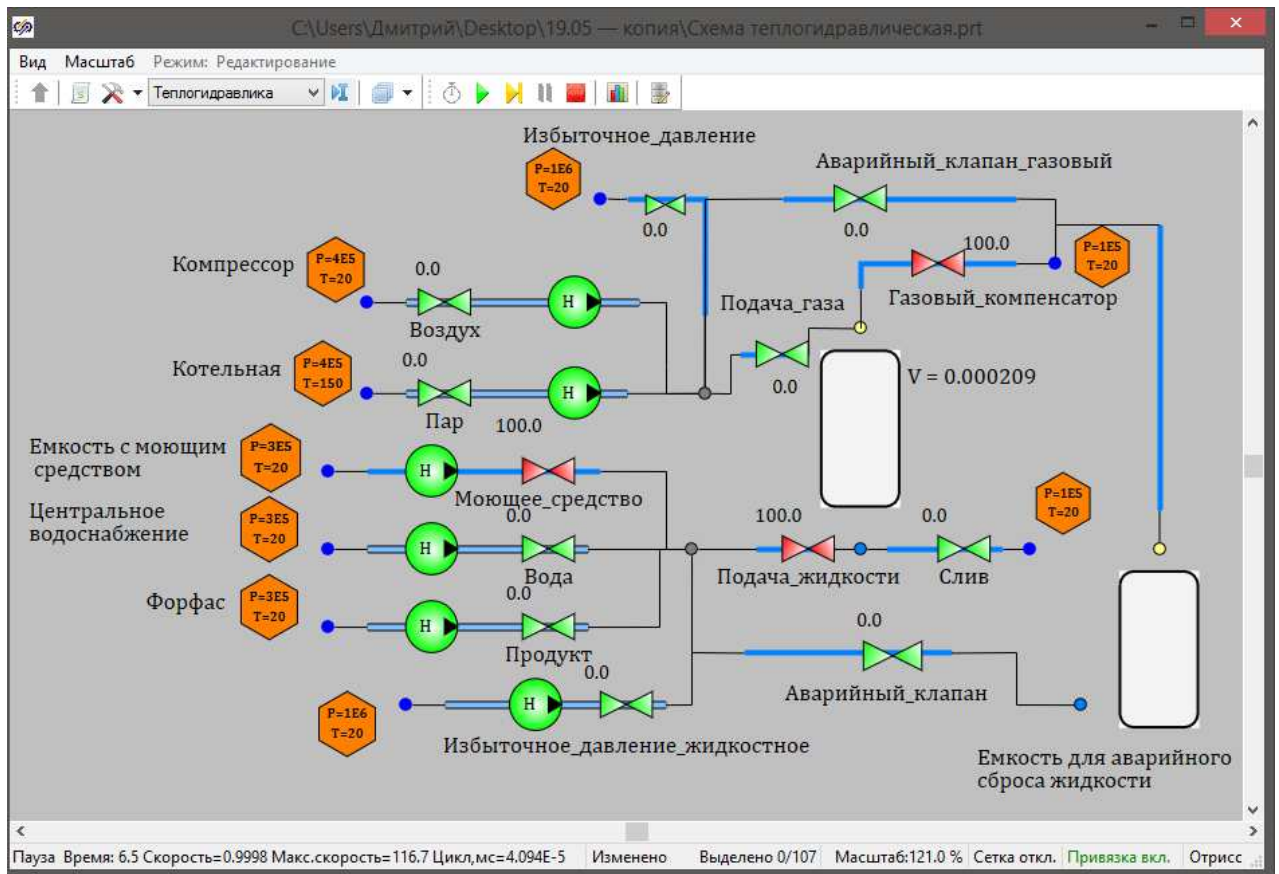 C:\Users\Дмитрий\Desktop\19.05 — копия\Схема теплогидравлическая.prt
Вид Масштаб Режим: Редактирование
Теплогидравлика
Избыточное_давление
P=1E6
T=20
0.0
Аварийный_клапан_газовый
0.0
100.0
P=1E5
T=20
Газовый_компенсатор
Компрессор
P=4E5
T=20
0.0
Воздух
H
Подача_газа
0.0
Котельная
P=4E5
T=150
0.0
Пар
H
V = 0.000209
Емкость с моющим
средством
P=3E5
T=20
H
100.0
Моющее_средство
Центральное
водоснабжение
P=3E5
T=20
H
0.0
Вода
100.0
Подача_жидкости
0.0
Слив
P=1E5
T=20
Форфас
P=3E5
T=20
H
0.0
Продукт
0.0
Аварийный_клапан
P=1E6
T=20
H
0.0
Избыточное_давление_жидкостное
Емкость для аварийного
сброса жидкости
Пауза Время: 6.5 Скорость=0.9998 Макс.скорость=116.7 Цикл,мс=4.094E-5 Изменено Выделено 0/107 Масштаб:121.0 % Сетка откл. Привязка вкл. Отрисс